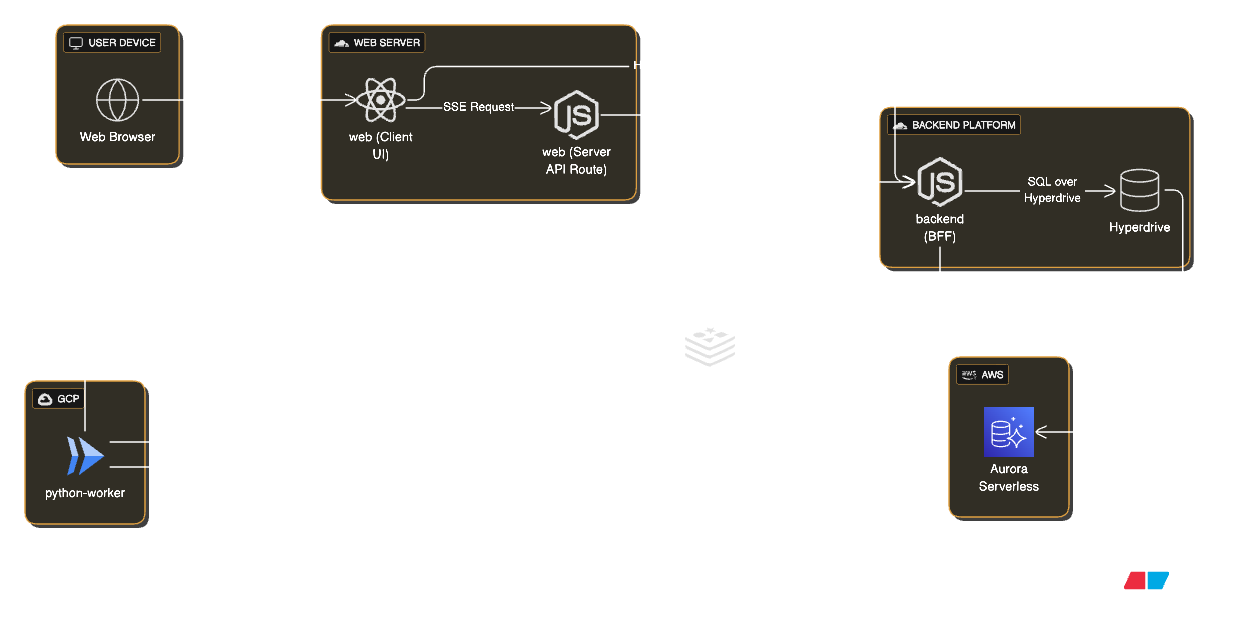 USER DEVICE
Web Browser
WEB SERVER
SSE Request
web (Client
UI)
web (Server
API Route)
BACKEND PLATFORM
backend
(BFF)
SQL over
Hyperdrive
Hyperdrive
GCP
python-worker
aws
AWS
Aurora
Serverless